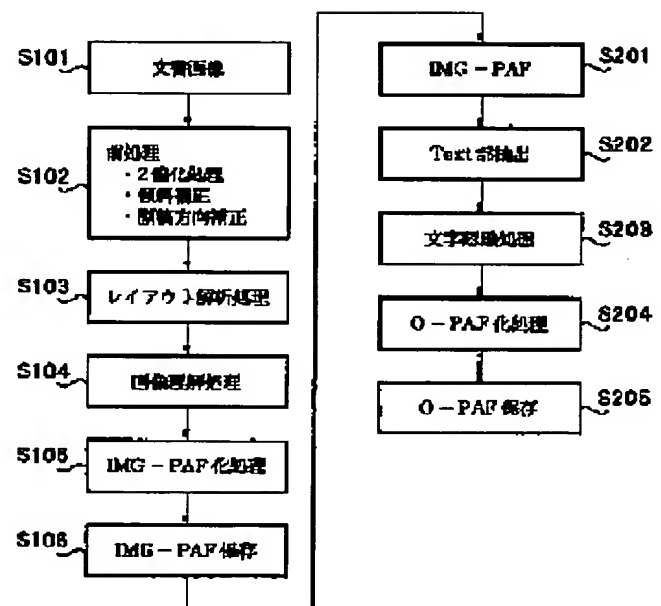 S101
文書画像
S102
前処理
・2値化処理
・傾斜補正
・原稿方向補正
S103
レイアウト解析処理
S104
画像理解処理
S105
IMG-PAF化処理
S106
IMG-PAF保存
S201
IMG-PAF
S202
Text部抽出
S203
文字認識処理
S204
O-PAF化処理
S205
O-PAF保存